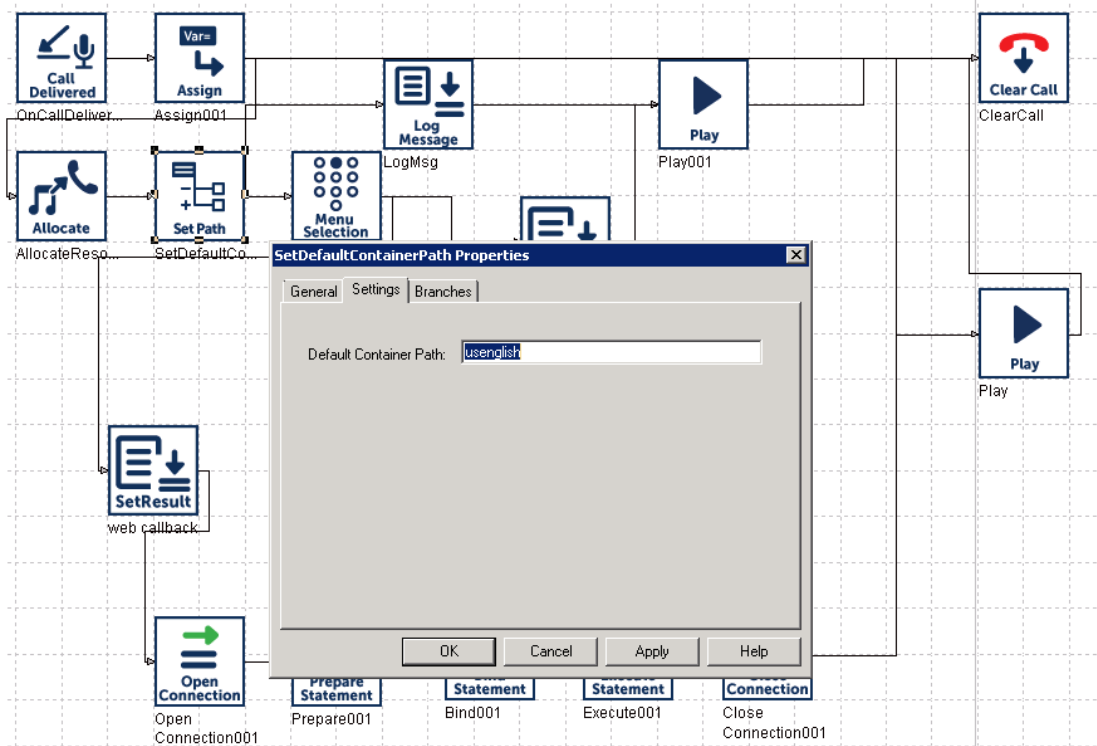 Call
Delivered
OnCallDeliver...
Var=
Assign
Assign001
Log
Message
LogMsg
Play
Play001
Clear Call
ClearCall
Allocate
AllocateReso...
Set Path
SetDefaultCo...
Menu
Selection
SetDefaultContainerPath Properties
General
Settings
Branches
Default Container Path:
usenglish
OK
Cancel
Apply
Help
Play
Play
SetResult
web callback
Open
Connection
Open
Connection001
Prepare
Statement
Prepare001
Statement
Bind001
Statement
Execute001
Connection
Close
Connection001